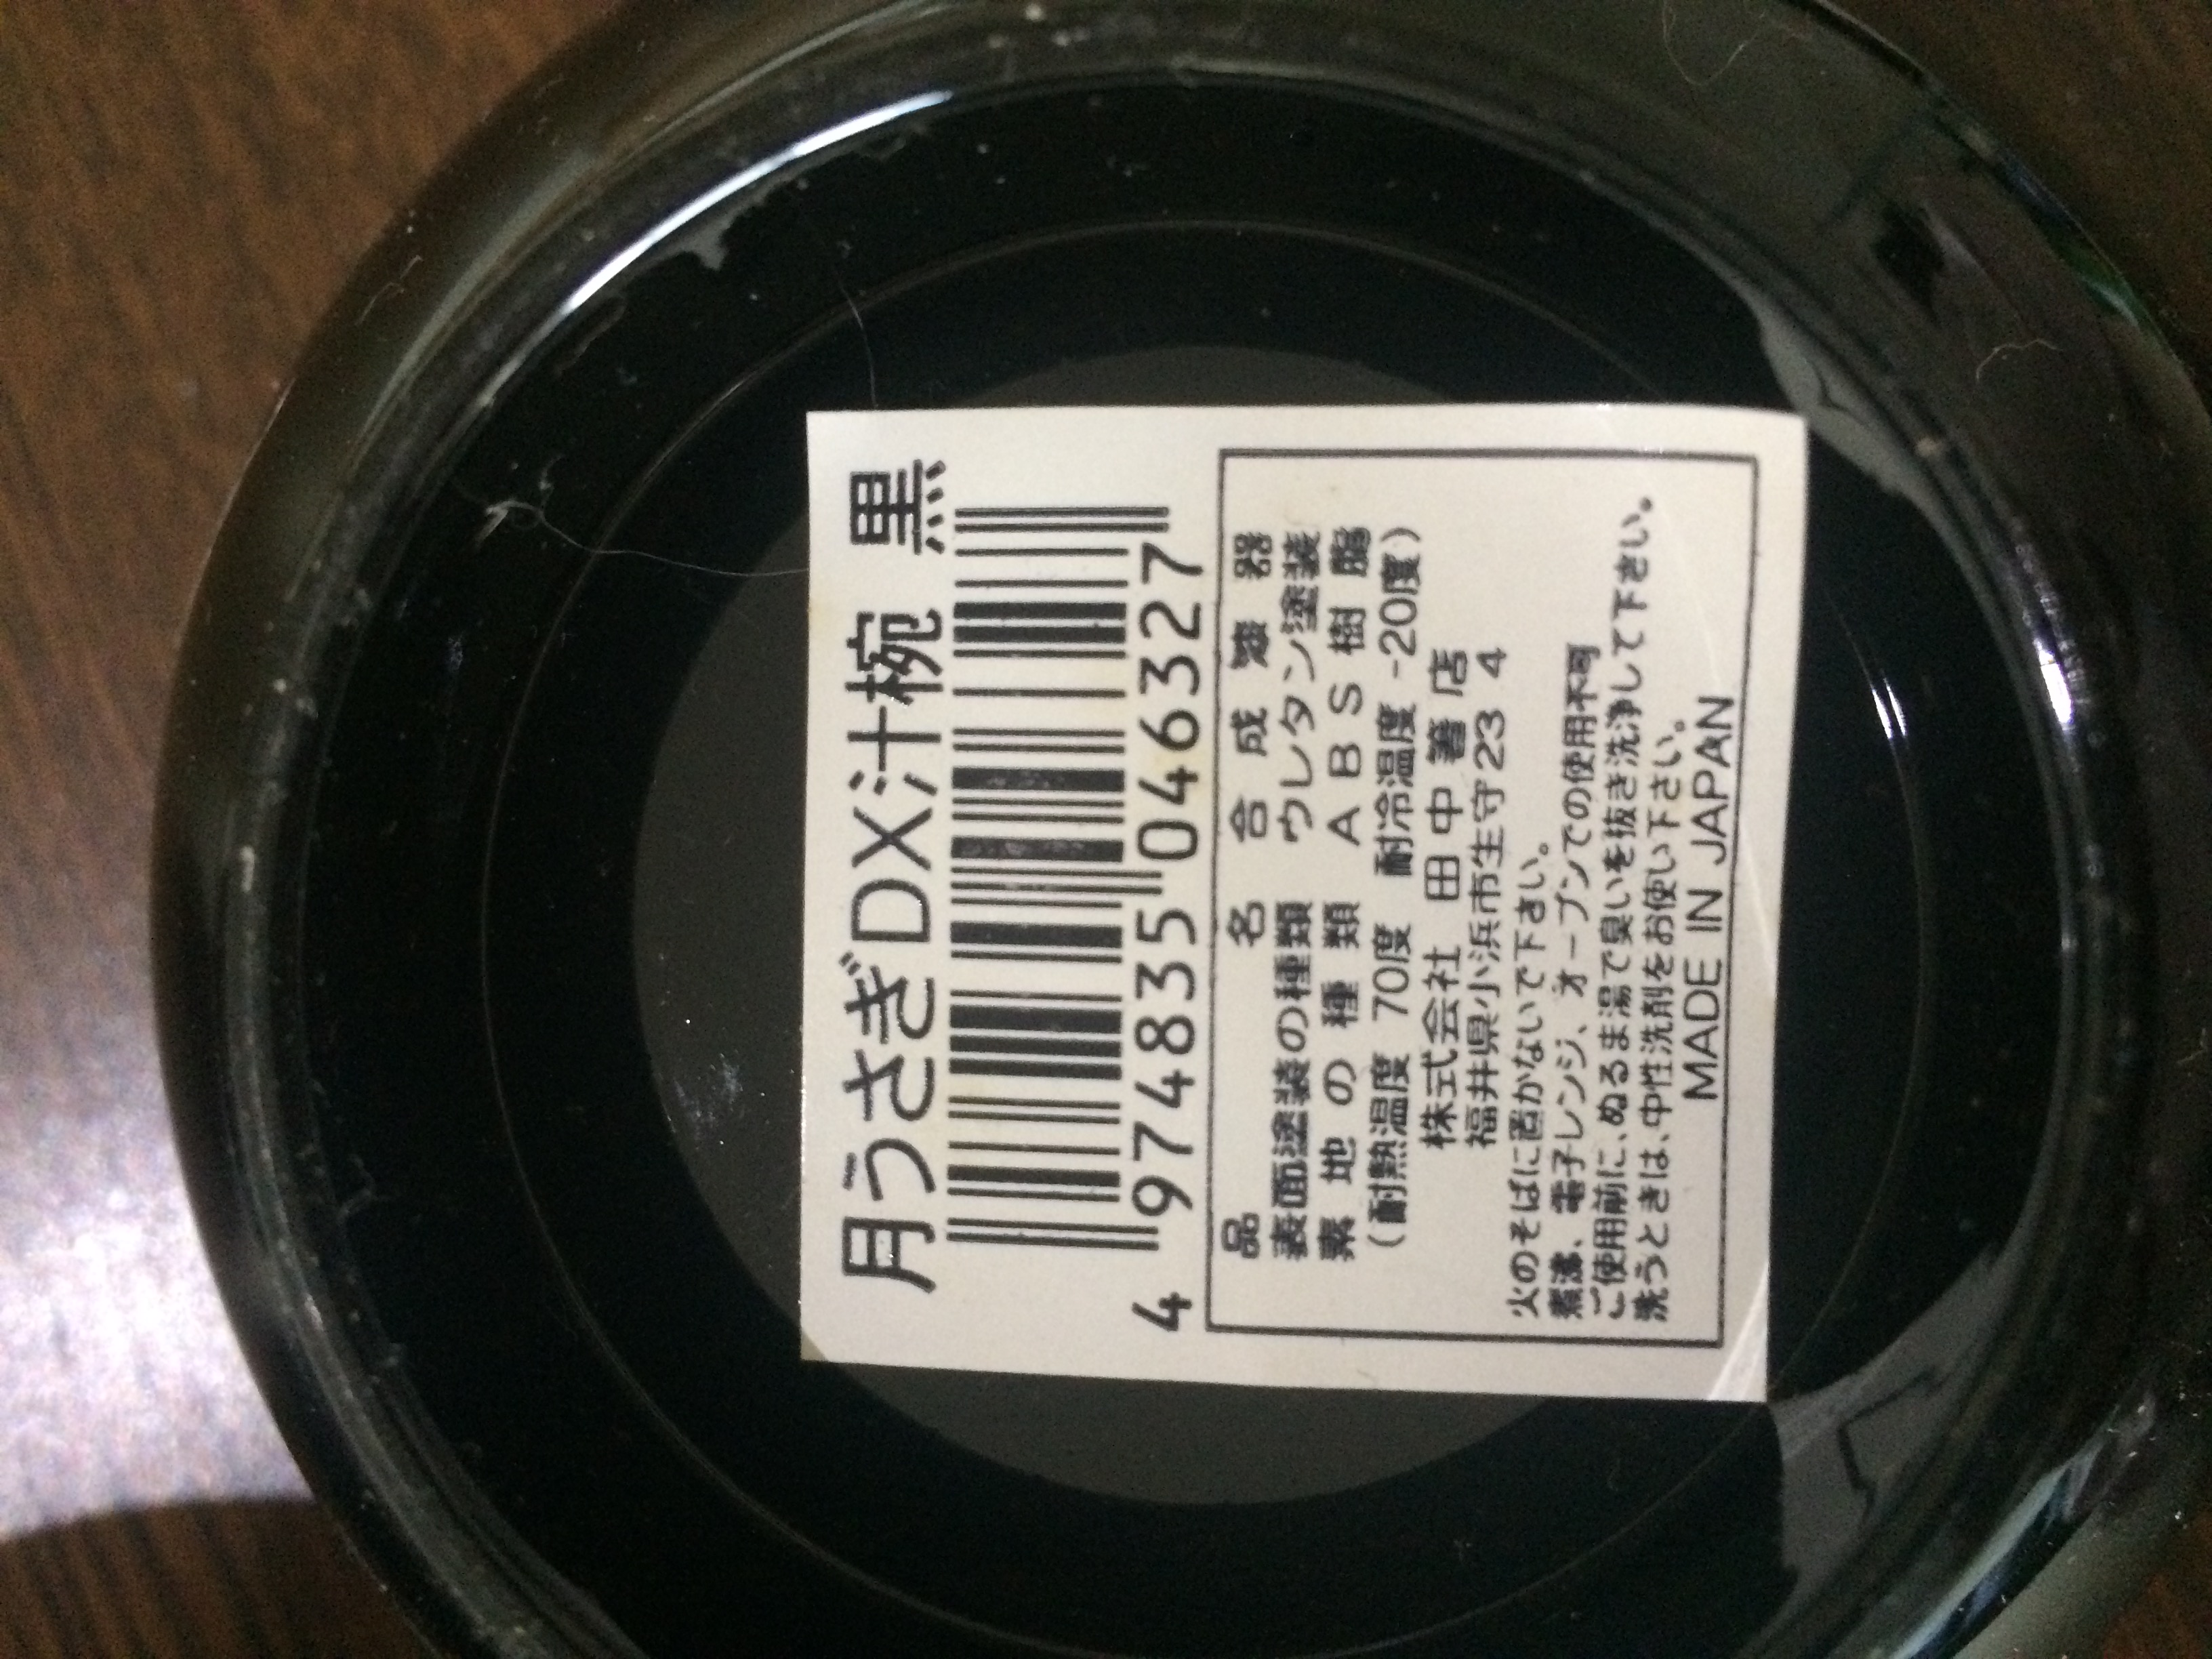 月うさぎDX汁椀 黒
4 974835 046327
品 名 合成漆器
表面塗装の種類 ウレタン塗装
素地の種類 ABS樹脂
(耐熱温度 70度 耐冷温度 -20度)
株式会社 田中箸店
福井県小浜市生守23 4
火のそばに置かないで下さい。
煮沸、電子レンジ、オーブンでの使用不可
ご使用前に、ぬるま湯で臭いを抜き洗浄して下さい。
洗うときは、中性洗剤をお使い下さい。
MADE IN JAPAN